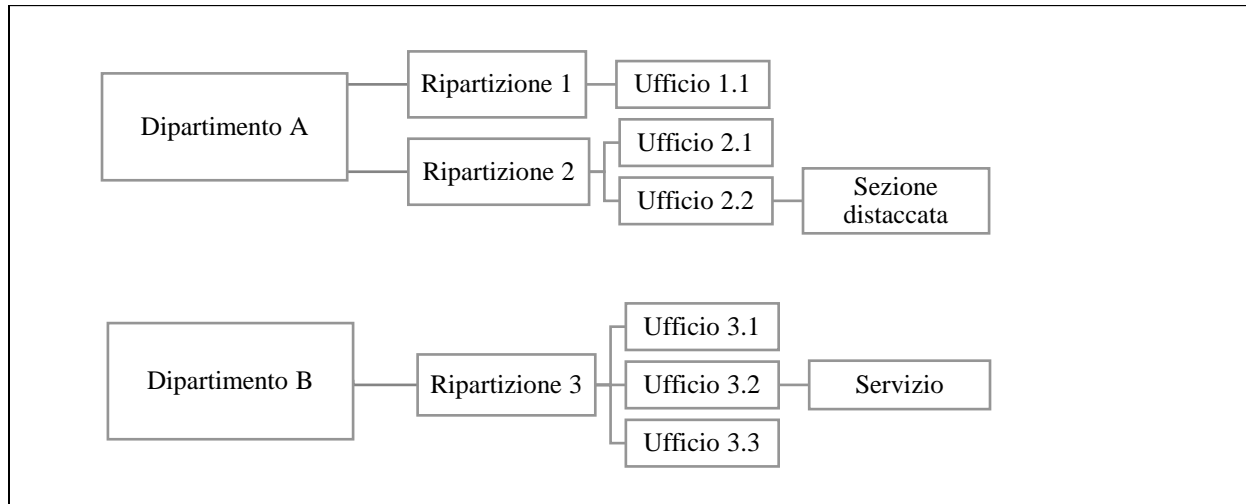 Dipartimento A
Ripartizione 1
Ufficio 1.1
Ripartizione 2
Ufficio 2.1
Ufficio 2.2
Sezione
distaccata
Dipartimento B
Ripartizione 3
Ufficio 3.1
Ufficio 3.2
Servizio
Ufficio 3.3